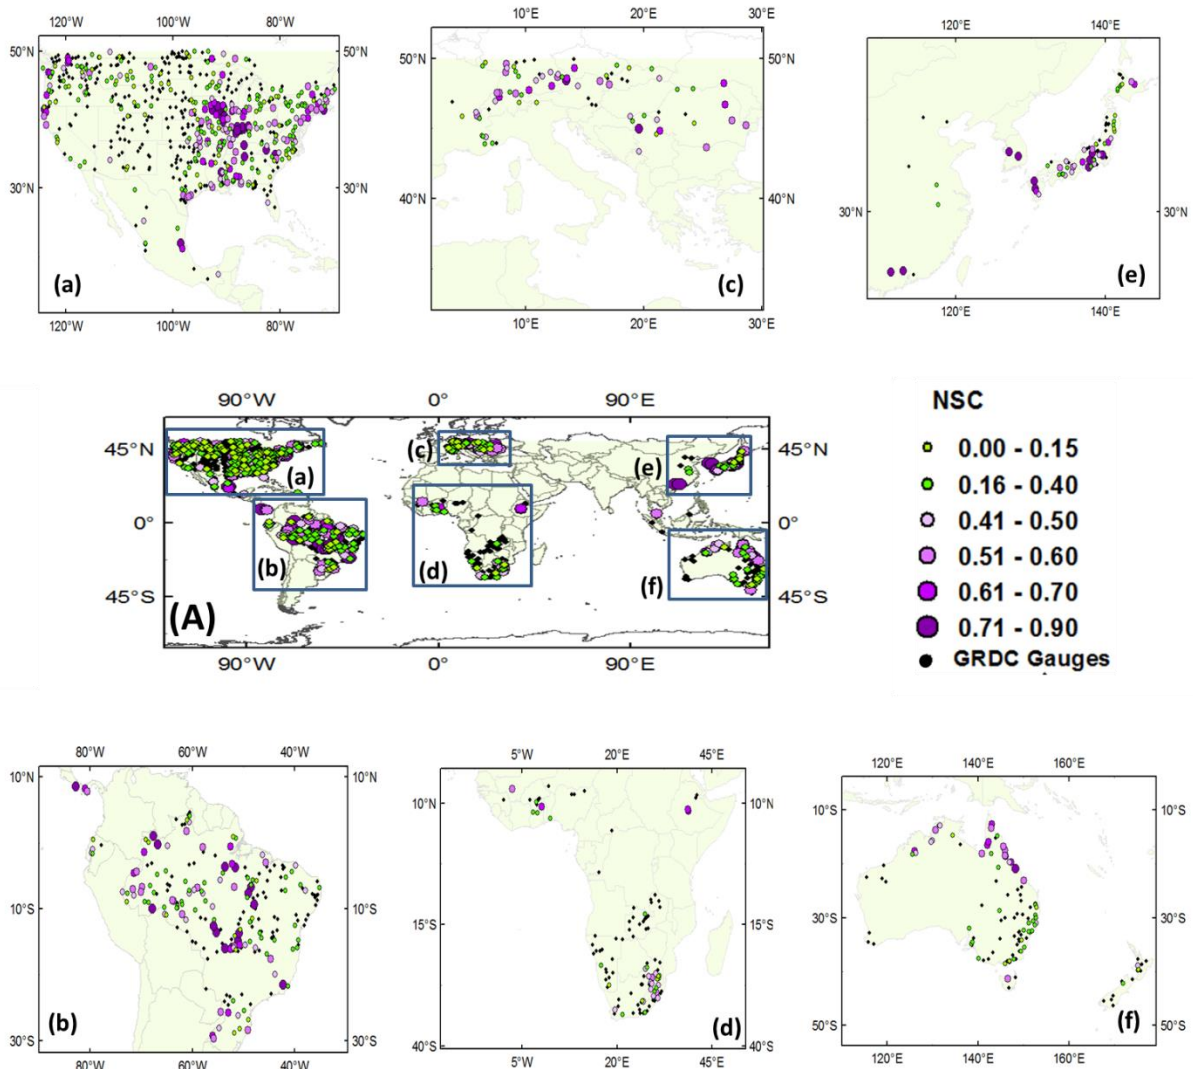 120°W 100°W 80°W
50°N 50°N
30°N 30°N
(a)
120°W 100°W 80°W
10°E 20°E 30°E
50°N
40°N 40°N
(c)
10°E 20°E 30°E
120°E 140°E
30°N 30°N
(e)
120°E 140°E
90°W 0° 90°E
45°N 45°N
0° 0°
45°S 45°S
(a)
(b)
(c)
(d)
(e)
(f)
(A)
90°W 0° 90°E
NSC
0.00 - 0.15
0.16 - 0.40
0.41 - 0.50
0.51 - 0.60
0.61 - 0.70
0.71 - 0.90
GRDC Gauges
80°W 60°W 40°W
10°N 10°N
10°S 10°S
30°S 30°S
(b)
80°W 60°W 40°W
5°W 20°E 45°E
10°N 10°N
15°S 15°S
40°S 40°S
(d)
5°W 20°E 45°E
120°E 140°E 160°E
10°S 10°S
30°S 30°S
50°S 50°S
(f)
120°E 140°E 160°E